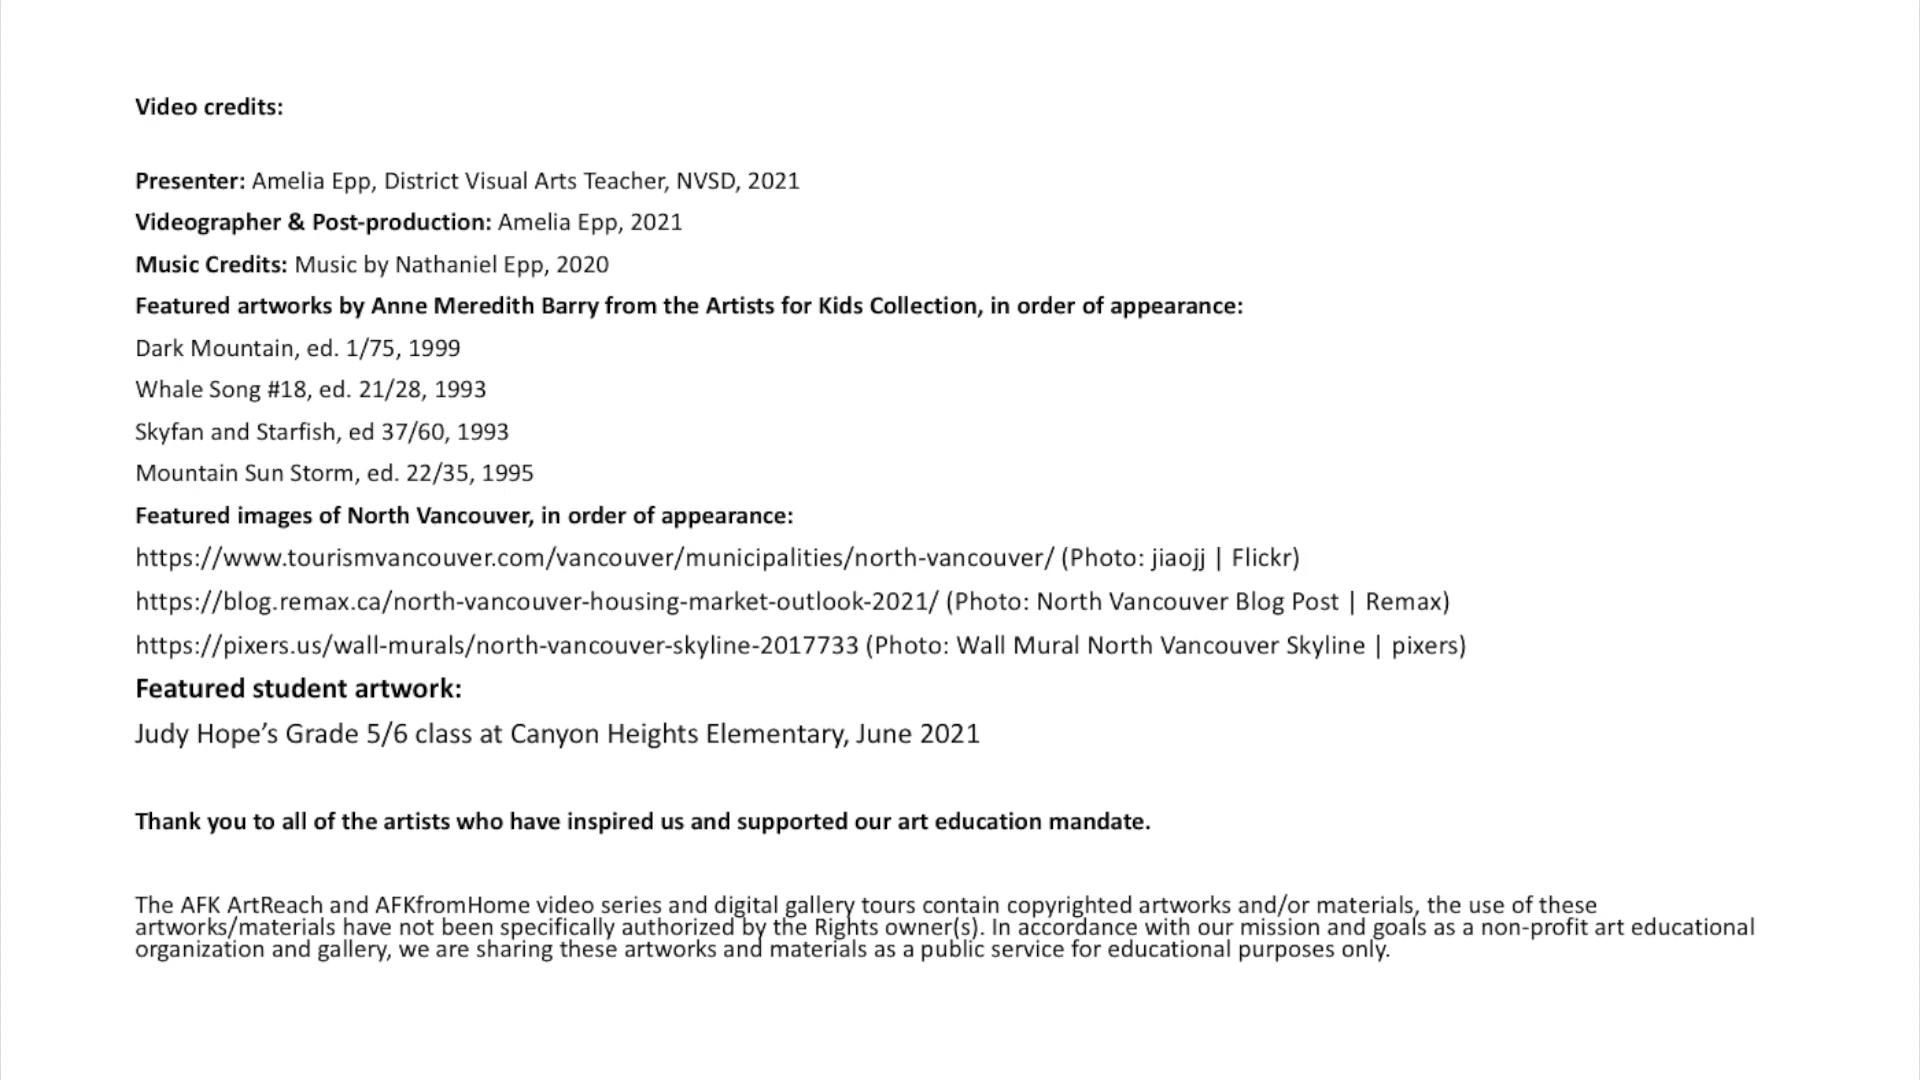 Video credits:
Presenter: Amelia Epp, District Visual Arts Teacher, NVSD, 2021
Videographer & Post-production: Amelia Epp, 2021
Music Credits: Music by Nathaniel Epp, 2020
Featured artworks by Anne Meredith Barry from the Artists for Kids Collection, in order of appearance:
Dark Mountain, ed. 1/75, 1999
Whale Song #18, ed. 21/28, 1993
Skyfan and Starfish, ed 37/60, 1993
Mountain Sun Storm, ed. 22/35, 1995
Featured images of North Vancouver, in order of appearance:
https://www.tourismvancouver.com/vancouver/municipalities/north-vancouver/ (Photo: jiaojj | Flickr)
https://blog.remax.ca/north-vancouver-housing-market-outlook-2021/ (Photo: North Vancouver Blog Post | Remax)
https://pixers.us/wall-murals/north-vancouver-skyline-2017733 (Photo: Wall Mural North Vancouver Skyline | pixers)
Featured student artwork:
Judy Hope’s Grade 5/6 class at Canyon Heights Elementary, June 2021
Thank you to all of the artists who have inspired us and supported our art education mandate.
The AFK ArtReach and AFKfromHome video series and digital gallery tours contain copyrighted artworks and/or materials, the use of these
artworks/materials have not been specifically authorized by the Rights owner(s). In accordance with our mission and goals as a non-profit art educational
organization and gallery, we are sharing these artworks and materials as a public service for educational purposes only.